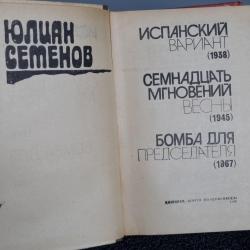 ЮЛИАН
СЕМЕНОВ
ИСПАНСКИЙ
ВАРИАНТ
(1938)
СЕМНАДЦАТЬ
МГНОВЕНИЙ
ВЕСНЫ
(1945)
БОМБА ДЛЯ
ПРЕДСЕДАТЕЛЯ
(1967)